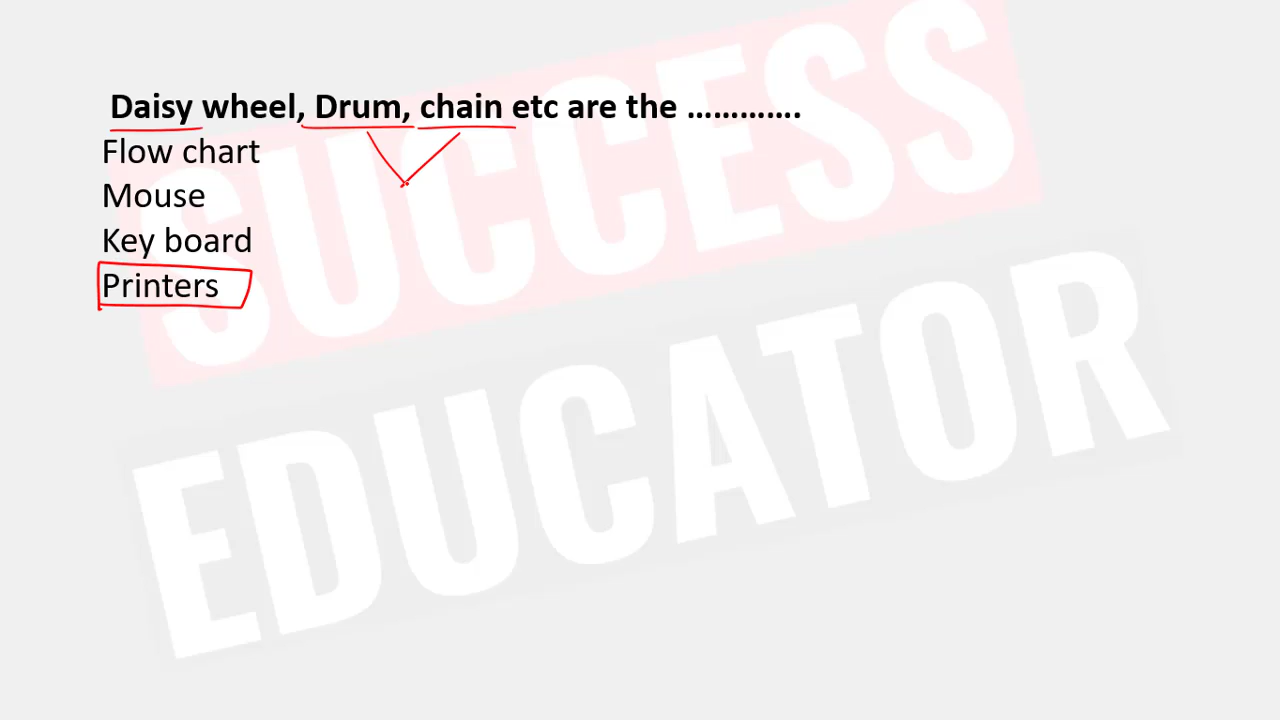 Daisy wheel, Drum, chain etc are the ………….
Flow chart
Mouse
Key board
Printers
SUCCESS
EDUCATOR